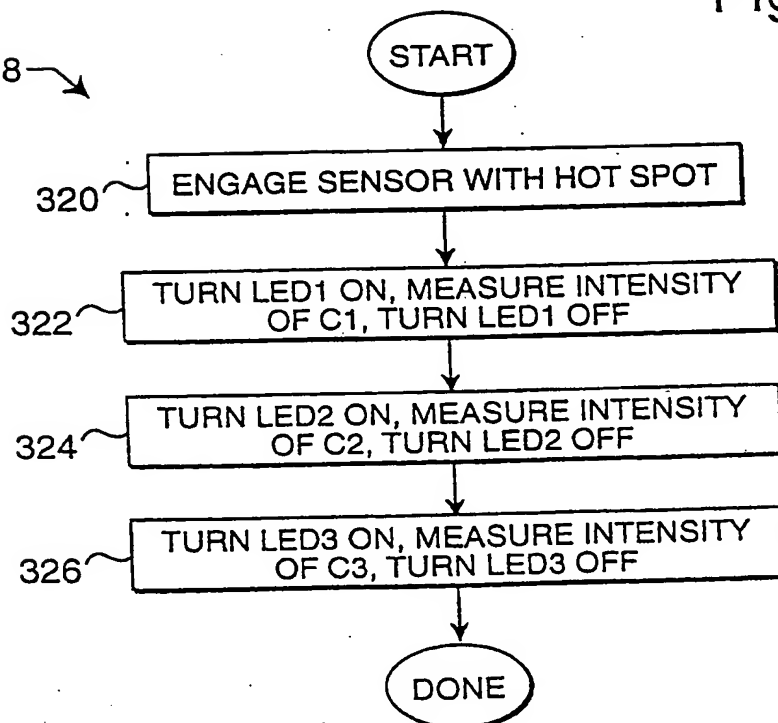 START
8
320
ENGAGE SENSOR WITH HOT SPOT
322
TURN LED1 ON, MEASURE INTENSITY
OF C1, TURN LED1 OFF
324
TURN LED2 ON, MEASURE INTENSITY
OF C2, TURN LED2 OFF
326
TURN LED3 ON, MEASURE INTENSITY
OF C3, TURN LED3 OFF
DONE